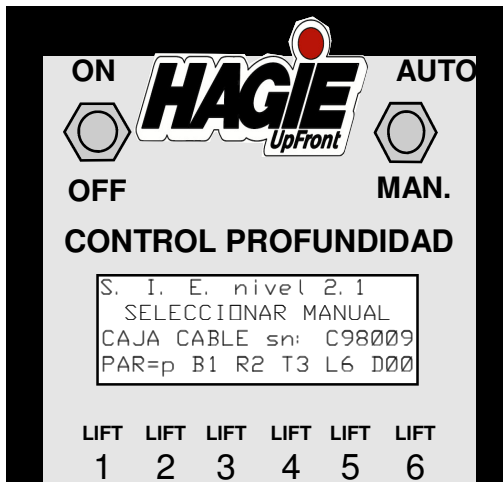 HAGIE
UpFront
ON AUTO
OFF MAN.
CONTROL PROFUNDIDAD
S. I. E. nivel 2.1
SELECCIONAR MANUAL
CAJA CABLE sn: C98009
PAR=p B1 R2 T3 L6 D00
LIFT LIFT LIFT LIFT LIFT LIFT
1 2 3 4 5 6